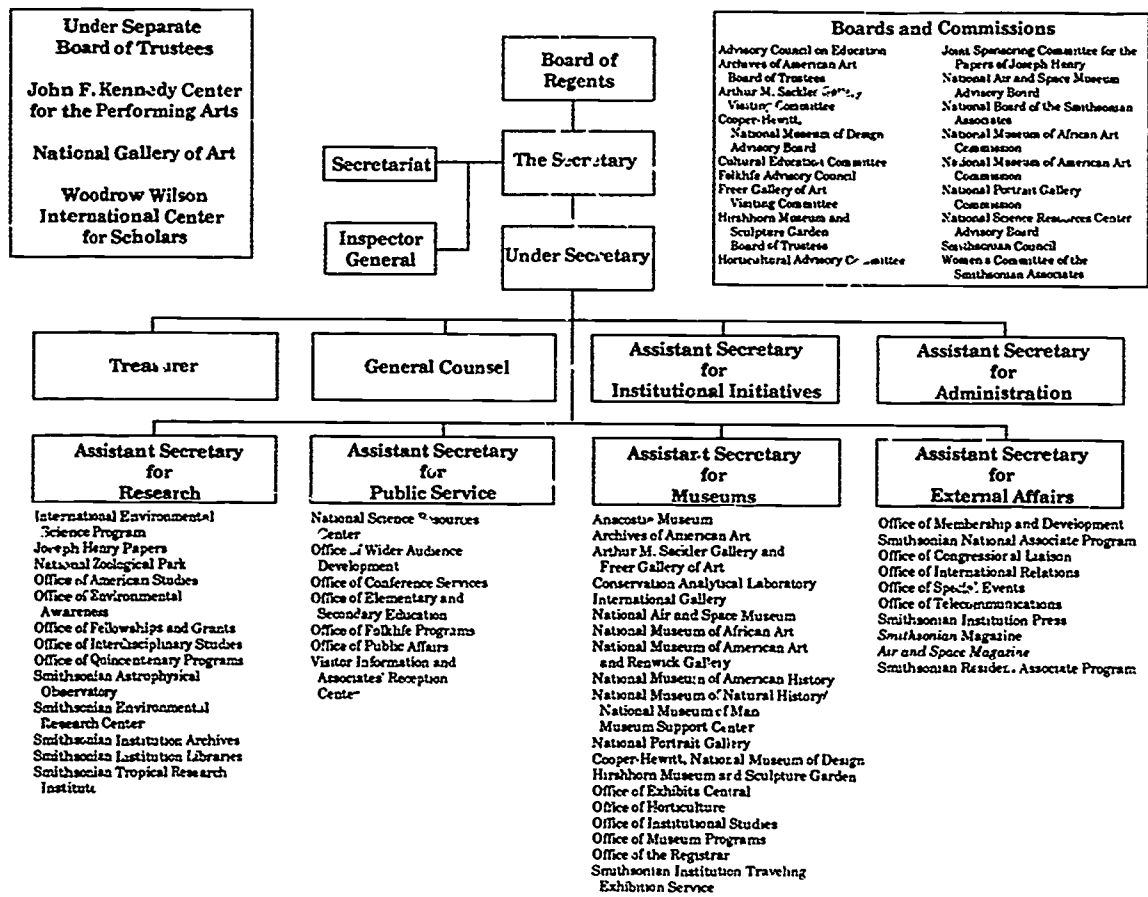 Under Separate
Board of Trustees
John F. Kennedy Center
for the Performing Arts
National Gallery of Art
Woodrow Wilson
International Center
for Scholars
Board of
Regents
Secretariat
The Secretary
Inspector
General
Under Secretary
Boards and Commissions
Advisory Council on Education
Archives of American Art
Board of Trustees
Arthur M. Sackler Gallery
Visiting Committee
Cooper-Hewitt,
National Museum of Design
Advisory Board
Cultural Education Committee
Folklife Advisory Council
Freer Gallery of Art
Visiting Committee
Hirshhorn Museum and
Sculpture Garden
Board of Trustees
Horticultural Advisory Committee
Joint Sponsoring Committee for the
Papers of Joseph Henry
National Air and Space Museum
Advisory Board
National Board of the Smithsonian
Associates
National Museum of African Art
Commission
National Museum of American Art
Commission
National Portrait Gallery
Commission
National Science Resources Center
Advisory Board
Smithsonian Council
Women's Committee of the
Smithsonian Associates
Treasurer
General Counsel
Assistant Secretary
for
Institutional Initiatives
Assistant Secretary
for
Administration
Assistant Secretary
for
Research
International Environmental
Science Program
Joseph Henry Papers
National Zoological Park
Office of American Studies
Office of Environmental
Awareness
Office of Fellowships and Grants
Office of Interdisciplinary Studies
Office of Quincentenary Programs
Smithsonian Astrophysical
Observatory
Smithsonian Environmental
Research Center
Smithsonian Institution Archives
Smithsonian Institution Libraries
Smithsonian Tropical Research
Institute
Assistant Secretary
for
Public Service
National Science Resources
Center
Office of Wider Audience
Development
Office of Conference Services
Office of Elementary and
Secondary Education
Office of Folklife Programs
Office of Public Affairs
Visitor Information and
Associates' Reception
Center
Assistant Secretary
for
Museums
Anacostia Museum
Archives of American Art
Arthur M. Sackler Gallery and
Freer Gallery of Art
Conservation Analytical Laboratory
International Gallery
National Air and Space Museum
National Museum of African Art
National Museum of American Art
and Renwick Gallery
National Museum of American History
National Museum of Natural History/
National Museum of Man
Museum Support Center
National Portrait Gallery
Cooper-Hewitt, National Museum of Design
Hirshhorn Museum and Sculpture Garden
Office of Exhibits Central
Office of Horticulture
Office of Institutional Studies
Office of Museum Programs
Office of the Registrar
Smithsonian Institution Traveling
Exhibition Service
Assistant Secretary
for
External Affairs
Office of Membership and Development
Smithsonian National Associate Program
Office of Congressional Liaison
Office of International Relations
Office of Special Events
Office of Telecommunications
Smithsonian Institution Press
Smithsonian Magazine
Air and Space Magazine
Smithsonian Resident Associate Program